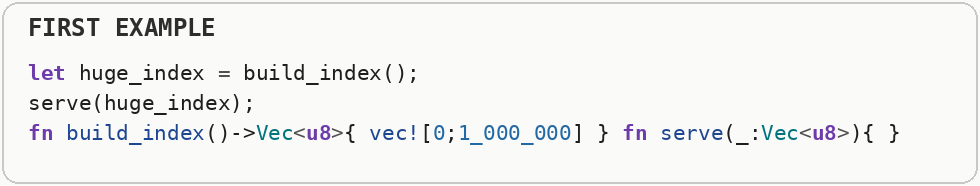 FIRST EXAMPLE
let huge_index = build_index();
serve(huge_index);
fn build_index()->Vec<u8>{ vec![0;1_000_000] } fn serve(_:Vec<u8>){ }